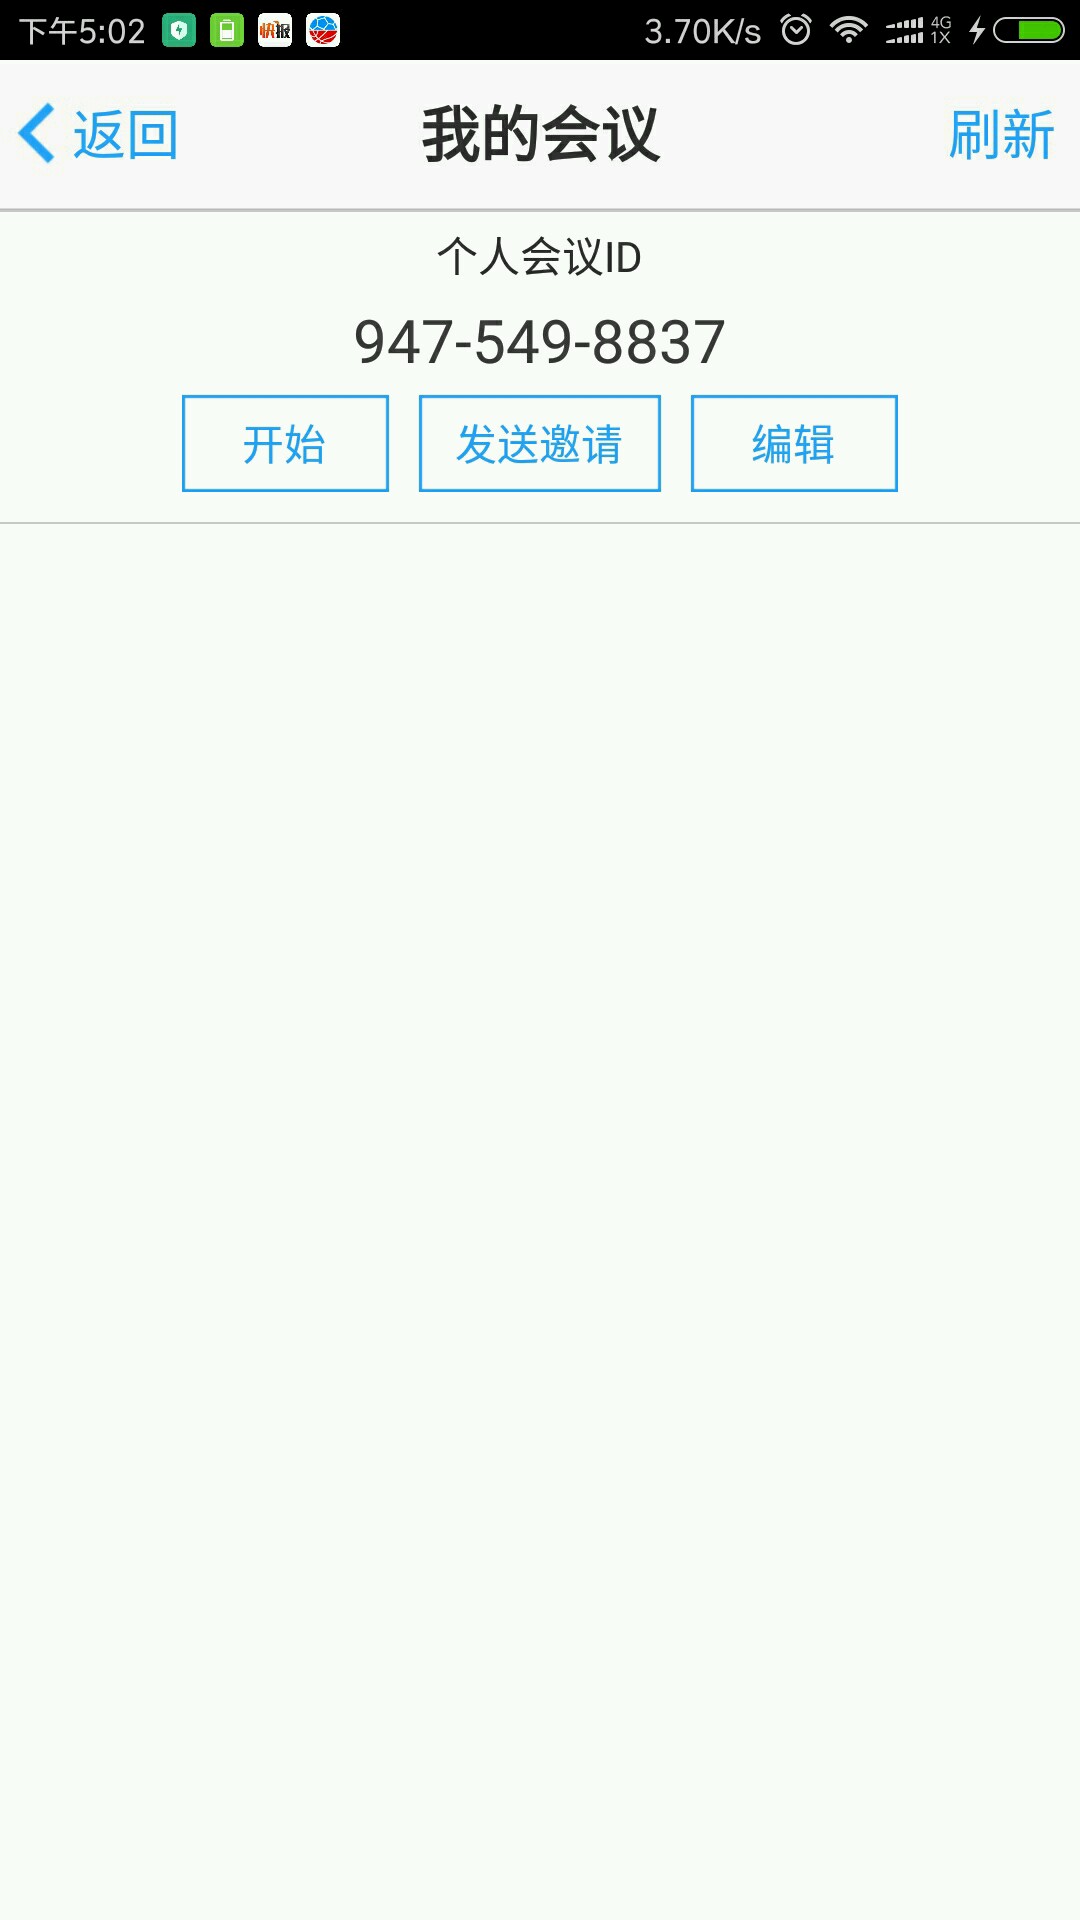 下午5:02 快报 3.70K/s 4G 1X
返回 我的会议 刷新
个人会议ID
947-549-8837
开始 发送邀请 编辑